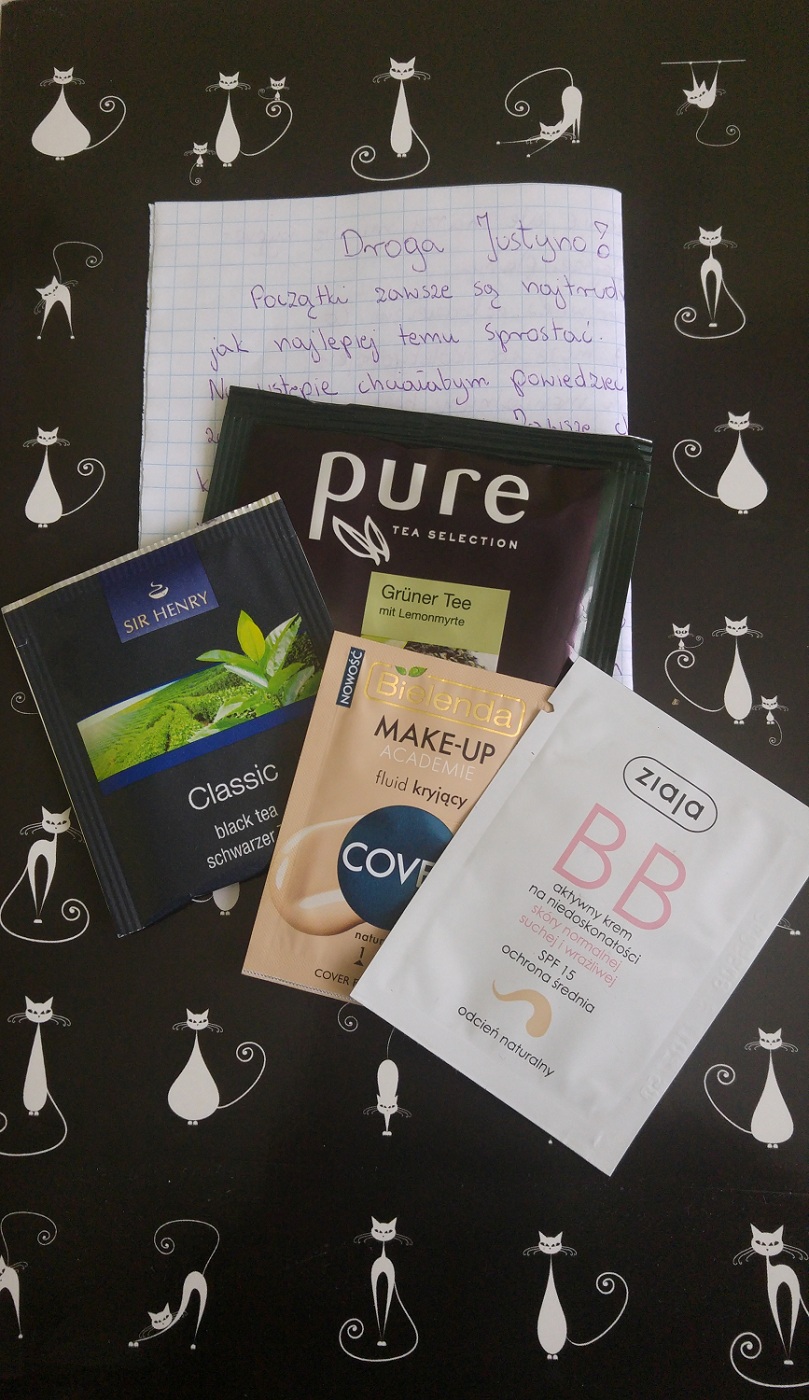 Droga Justyno!
Początki zawsze są
jak najlepiej temu sprostać.
chciałabym powiedzieć
pure
TEA SELECTION
Grüner Tee
mit Lemonmyrte
SIR HENRY
Classic
black tea
schwarzer
NOWOŚĆ
Bielenda
MAKE-UP
ACADEMIE
fluid kryjący
COVE
1
COVER
ziaja
BB
aktywny krem
na niedoskonałości
skóry normalnej
suchej i wrażliwej
SPF 15
ochrona średnia
odcień naturalny